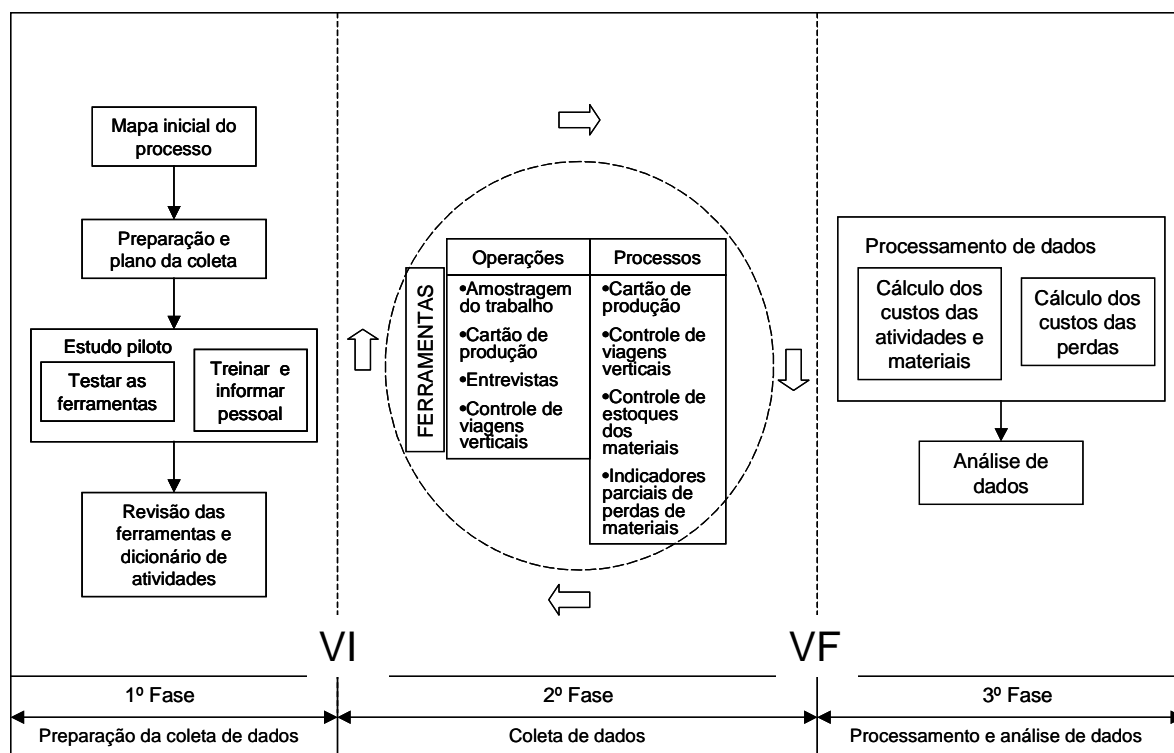 Mapa inicial do
processo
Preparação e
plano da coleta
Estudo piloto
Testar as
ferramentas
Treinar e
informar
pessoal
Revisão das
ferramentas e
dicionário de
atividades
FERRAMENTAS
Operações
•Amostragem
do trabalho
•Cartão de
produção
•Entrevistas
•Controle de
viagens
verticais
Processos
•Cartão de
produção
•Controle de
viagens
verticais
•Controle de
estoques
dos
materiais
•Indicadores
parciais de
perdas de
materiais
Processamento de dados
Cálculo dos
custos das
atividades e
materiais
Cálculo dos
custos das
perdas
Análise de
dados
VI
VF
1º Fase
2º Fase
3º Fase
Preparação da coleta de dados
Coleta de dados
Processamento e análise de dados